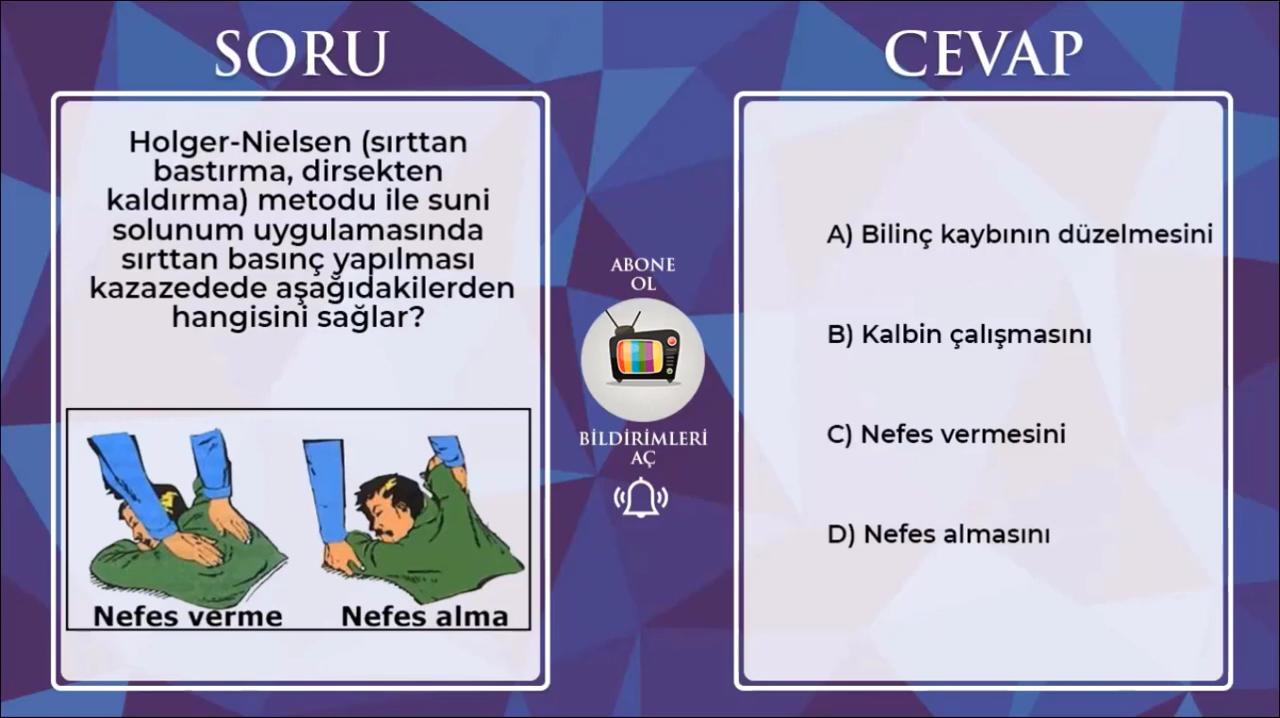 SORU
Holger-Nielsen (sırttan
bastırma, dirsekten
kaldırma) metodu ile suni
solunum uygulamasında
sırttan basınç yapılması
kazazedede aşağıdakilerden
hangisini sağlar?
Nefes verme
Nefes alma
ABONE
OL
BİLDİRİMLERİ
AÇ
CEVAP
A) Bilinç kaybının düzelmesini
B) Kalbin çalışmasını
C) Nefes vermesini
D) Nefes almasını